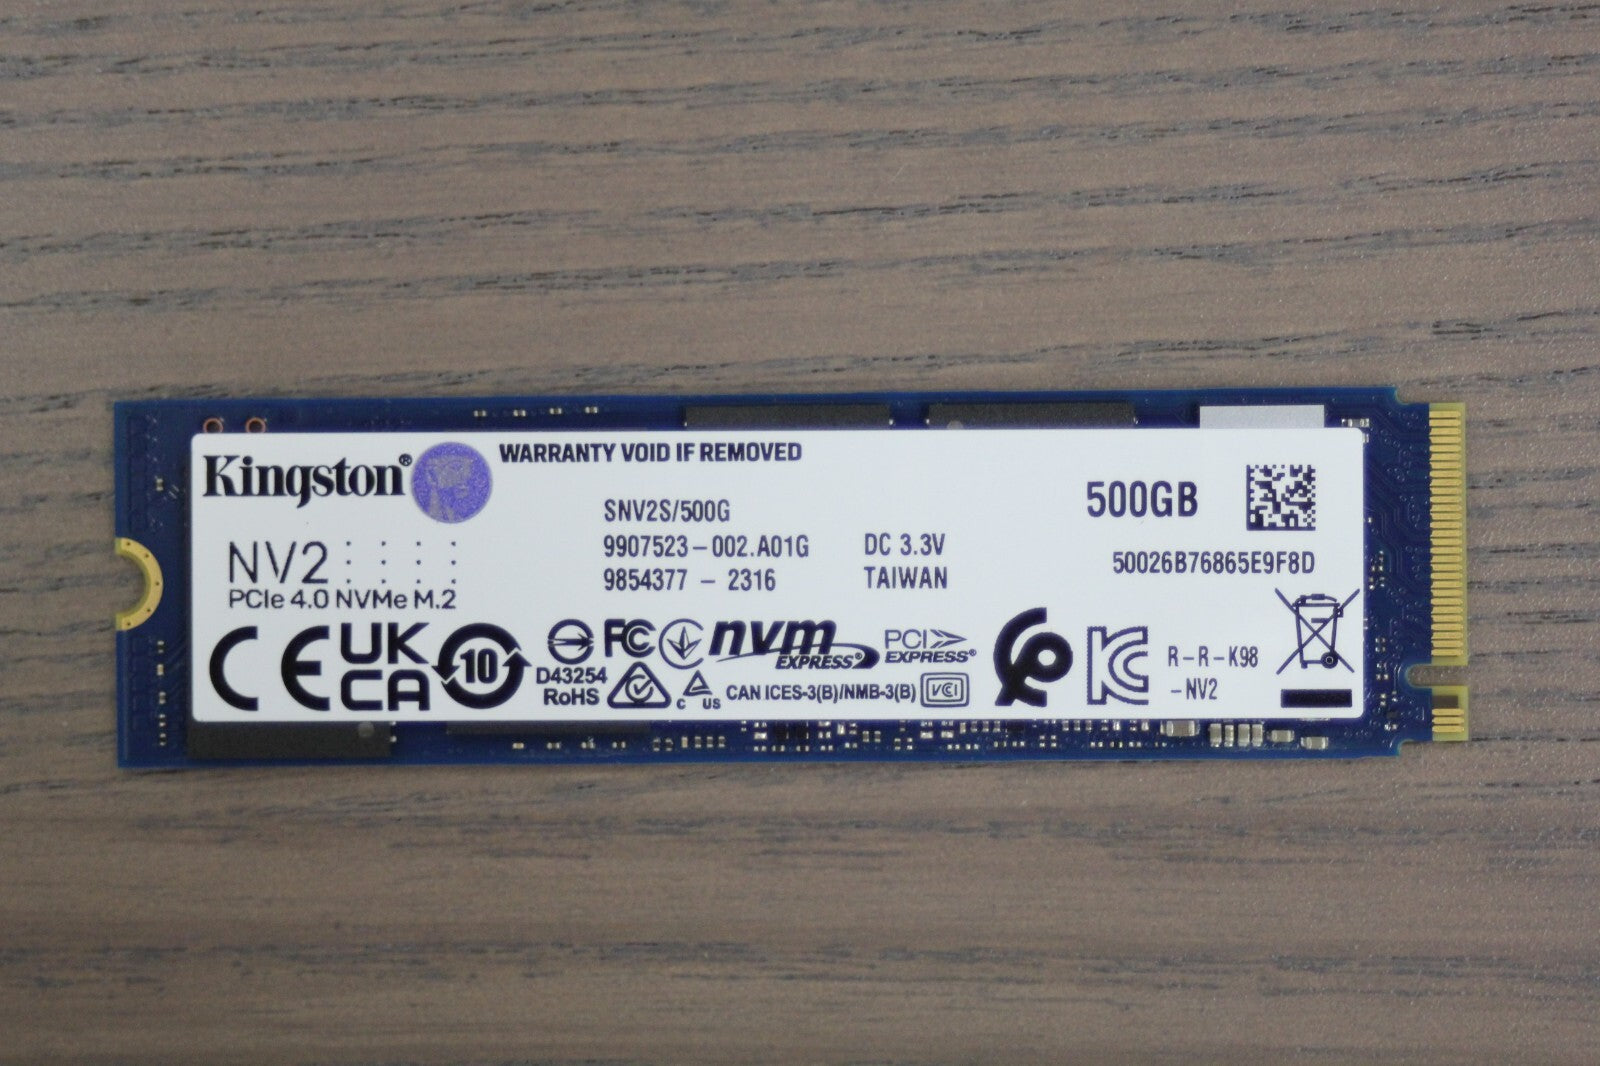 Kingston®
WARRANTY VOID IF REMOVED
NV2
PCIe 4.0 NVMe M.2
SNV2S/500G
9907523-002.A01G
9854377 - 2316
DC 3.3V
TAIWAN
500GB
50026B76865E9F8D
CE
UK
CA
10
D43254
RoHS
FC
nvm
EXPRESS®
PCI
EXPRESS®
C US
CAN ICES-3(B)/NMB-3(B)
VCI
R-R-K98
-NV2